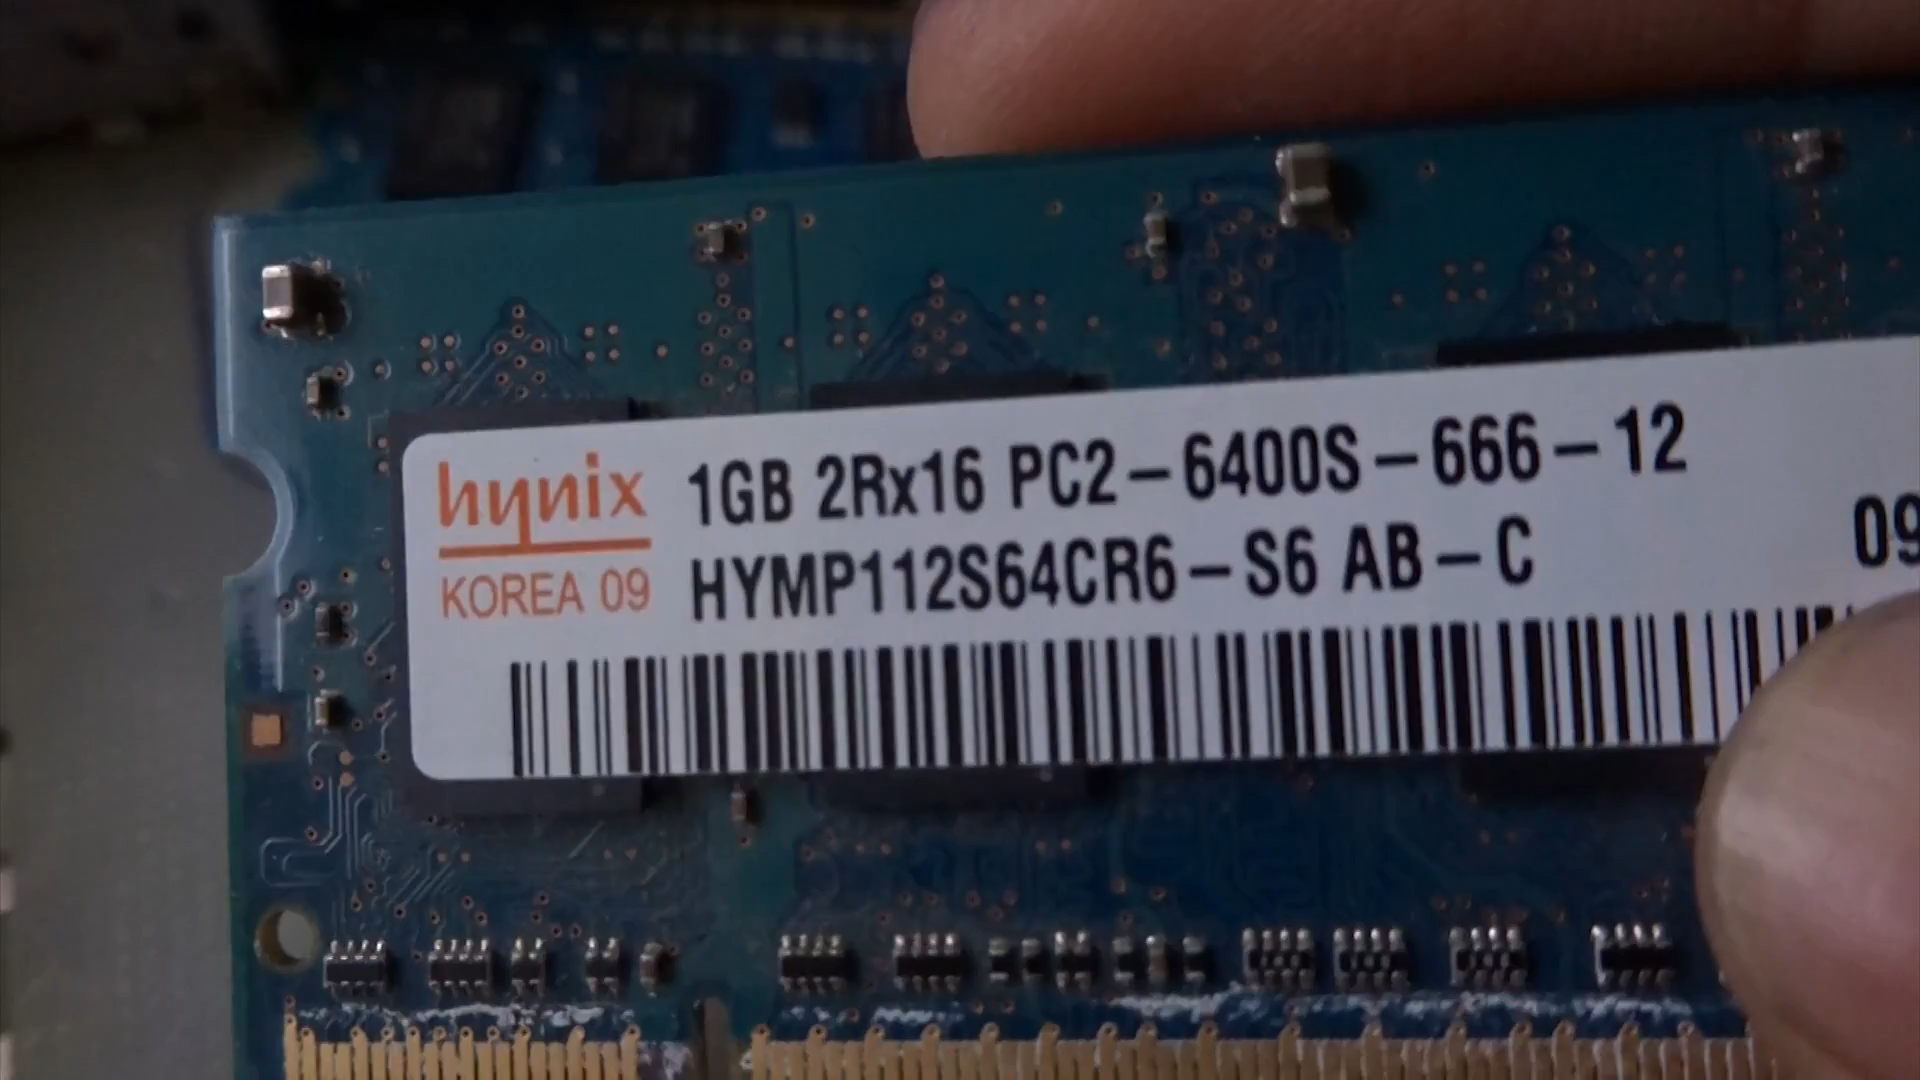 hynix
KOREA 09
1GB 2Rx16 PC2-6400S-666-12
HYMP112S64CR6-S6 AB-C
09